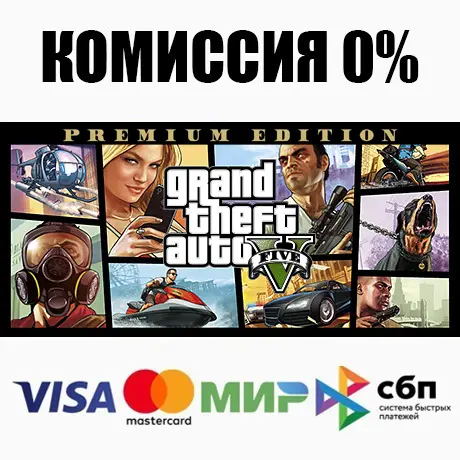 КОМИССИЯ 0%
PREMIUM EDITION
grand
theft
auto
V
FIVE
VISA
mastercard
МИР
сбп
система быстрых
платежей